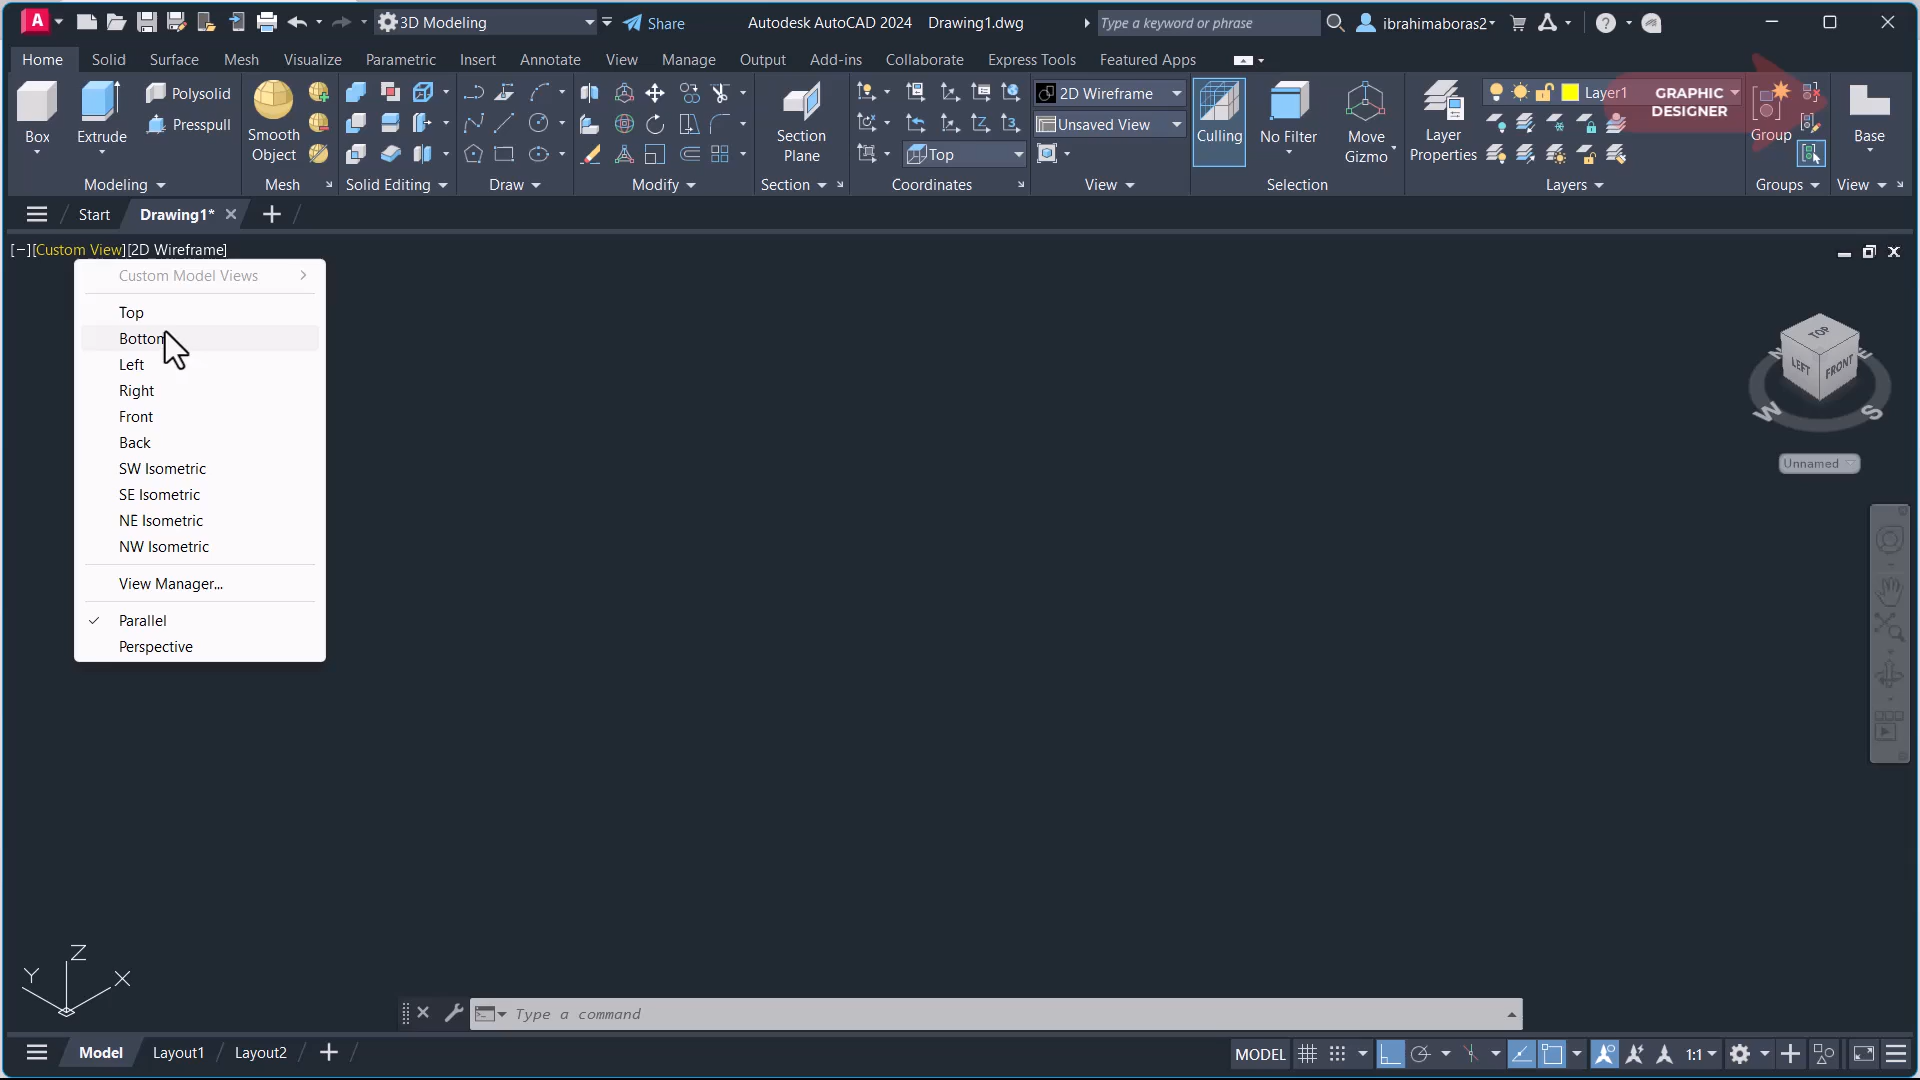 A 3D Modeling Share Autodesk AutoCAD 2024 Drawing1.dwg Type a keyword or phrase ibrahimaboras2
Home Solid Surface Mesh Visualize Parametric Insert Annotate View Manage Output Add-ins Collaborate Express Tools Featured Apps
Box
Extrude
Polysolid
Presspull
Smooth
Object
Section
Plane
Top
2D Wireframe
Unsaved View
Culling
No Filter
Move
Gizmo
Layer
Properties
Layer1
GRAPHIC
DESIGNER
Group
Base
Modeling Mesh Solid Editing Draw Modify Section Coordinates View Selection Layers Groups View
Start Drawing1*
[−][Custom View][2D Wireframe]
Custom Model Views
Top
Bottom
Left
Right
Front
Back
SW Isometric
SE Isometric
NE Isometric
NW Isometric
View Manager...
Parallel
Perspective
TOP
LEFT FRONT
N E
W S
Unnamed
Z
Y X
Type a command
Model Layout1 Layout2
MODEL 1:1